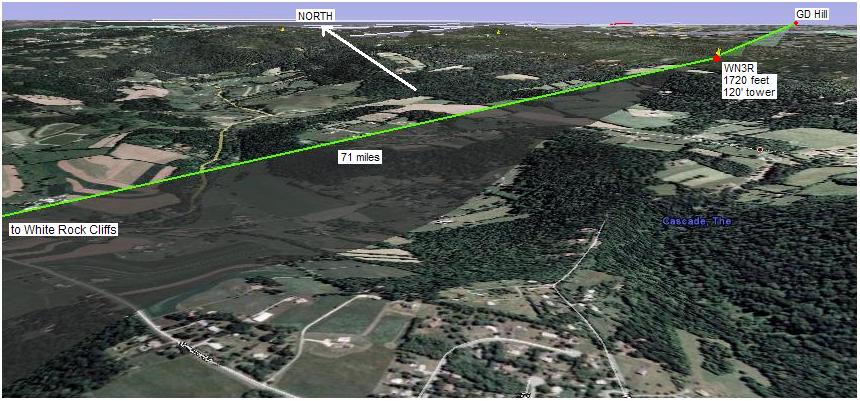 NORTH
GD Hill
WN3R
1720 feet
120' tower
71 miles
to White Rock Cliffs
Cascade, The